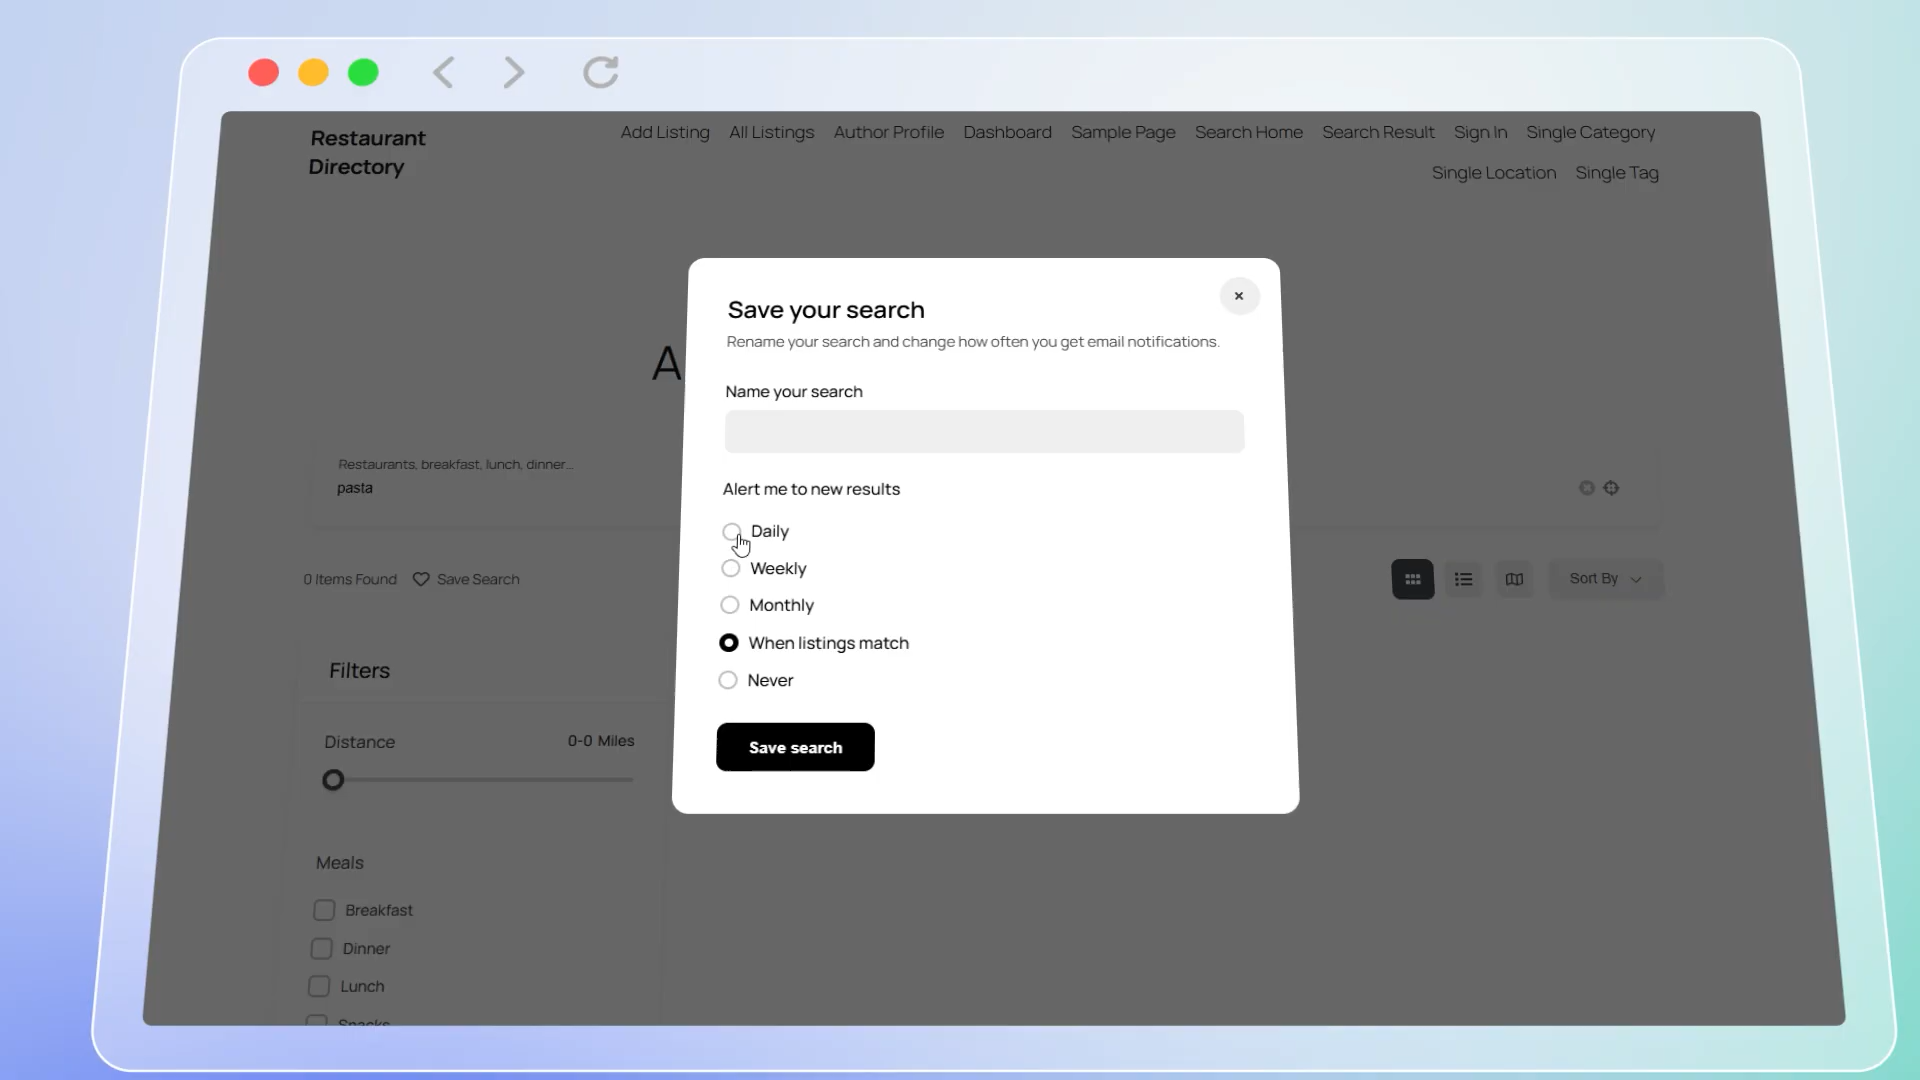 Restaurant
Directory
Add Listing All Listings Author Profile Dashboard Sample Page Search Home Search Result Sign In Single Category
Single Location Single Tag
A
Save your search
Rename your search and change how often you get email notifications.
Name your search
Restaurants, breakfast, lunch, dinner...
pasta
Alert me to new results
Daily
Weekly
Monthly
When listings match
Never
Save search
0 Items Found Save Search
Sort By
Filters
Distance 0-0 Miles
Meals
Breakfast
Dinner
Lunch
Snacks